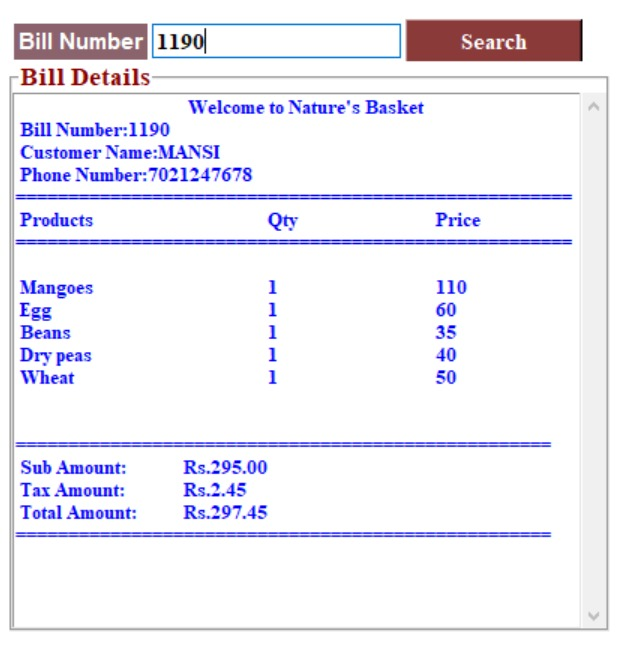 Bill Number 1190 Search
Bill Details
Welcome to Nature's Basket
Bill Number:1190
Customer Name:MANSI
Phone Number:7021247678
Products Qty Price
Mangoes 1 110
Egg 1 60
Beans 1 35
Dry peas 1 40
Wheat 1 50
Sub Amount: Rs.295.00
Tax Amount: Rs.2.45
Total Amount: Rs.297.45